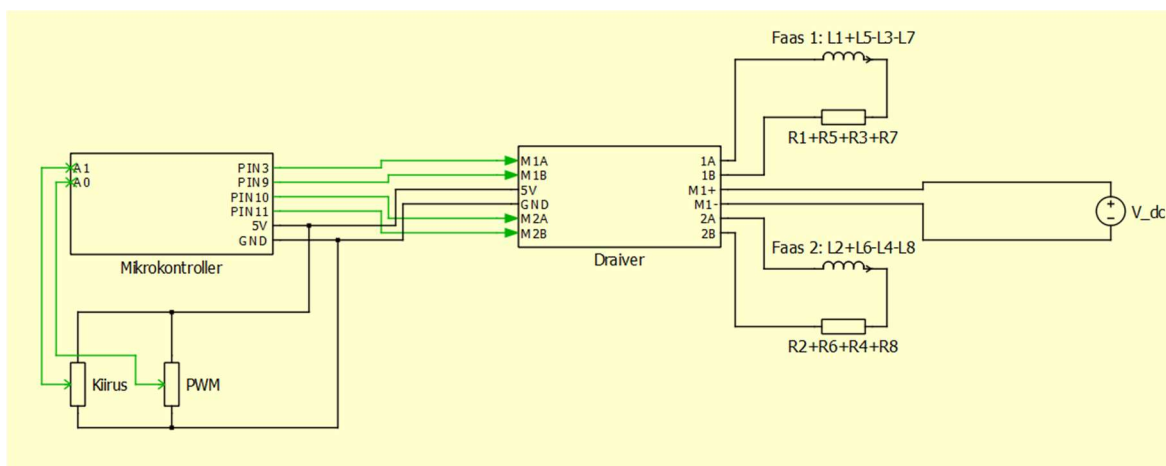 Faas 1: L1+L5-L3-L7
R1+R5+R3+R7
A1
A0
PIN3
PIN9
PIN10
PIN11
5V
GND
Mikrokontroller
M1A
M1B
5V
GND
M2A
M2B
1A
1B
M1+
M1-
2A
2B
Draiver
V_dc
Faas 2: L2+L6-L4-L8
R2+R6+R4+R8
Kiirus
PWM